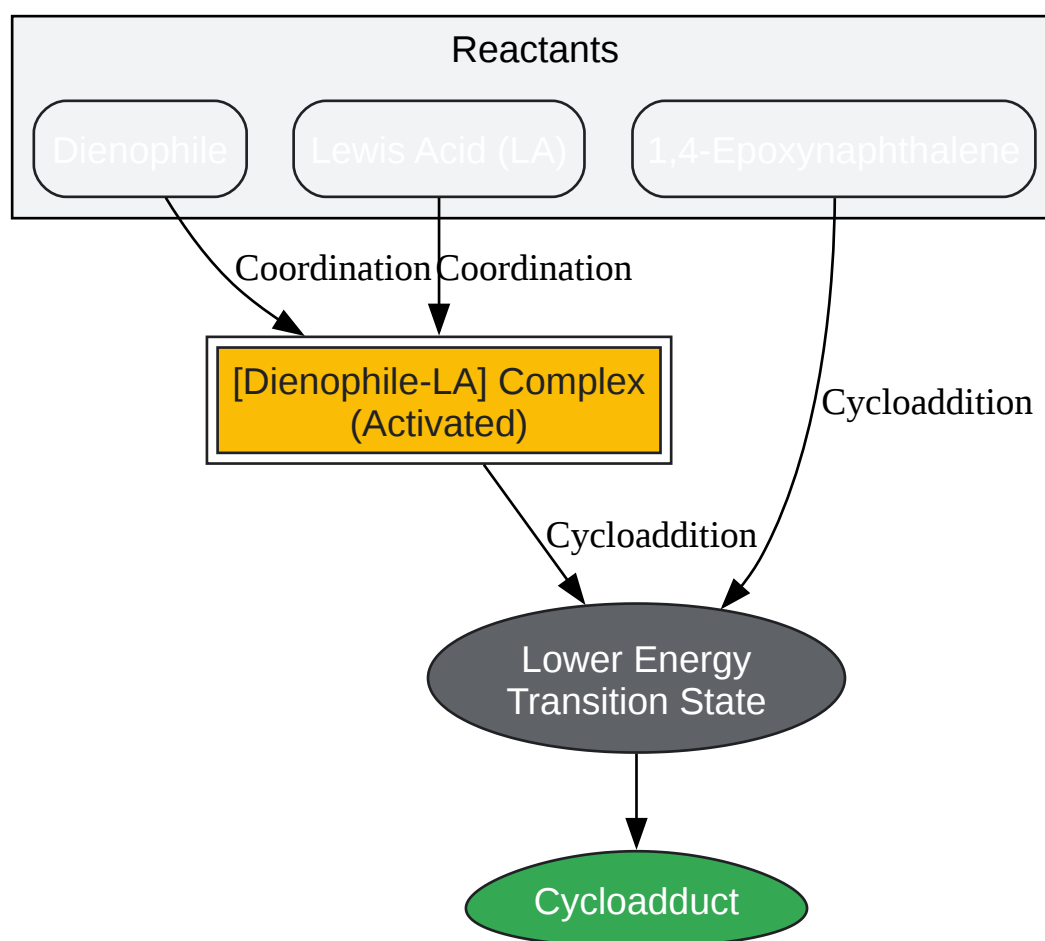 Reactants
Dienophile
Lewis Acid (LA)
1,4-Epoxynaphthalene
Coordination
Coordination
[Dienophile-LA] Complex
(Activated)
Cycloaddition
Cycloaddition
Lower Energy
Transition State
Cycloadduct